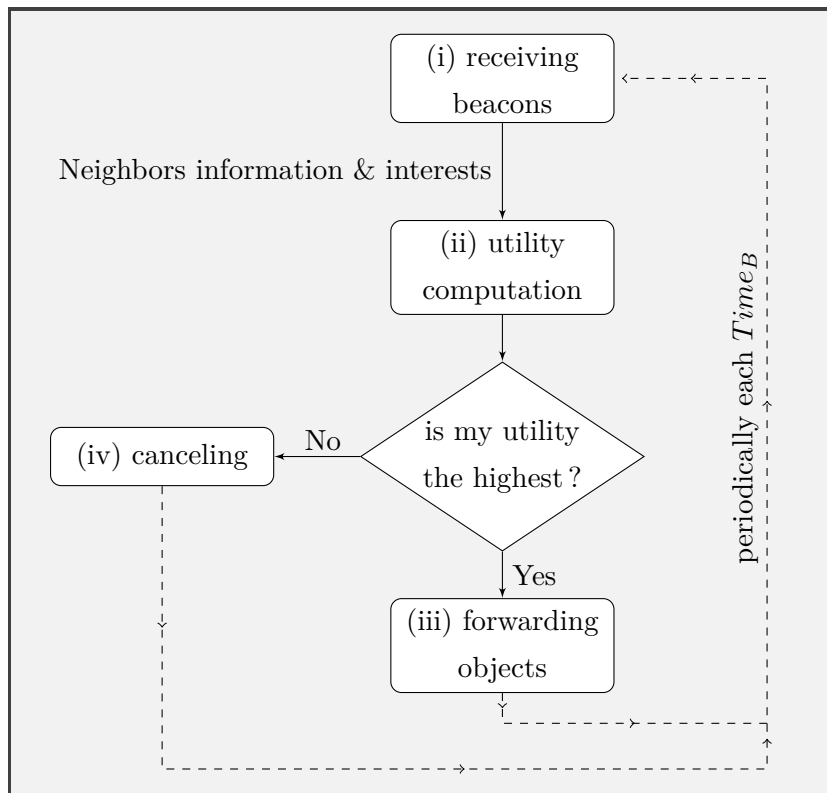 (i) receiving
beacons
Neighbors information & interests
(ii) utility
computation
periodically each Time_B
is my utility
the highest ?
No
(iv) canceling
Yes
(iii) forwarding
objects